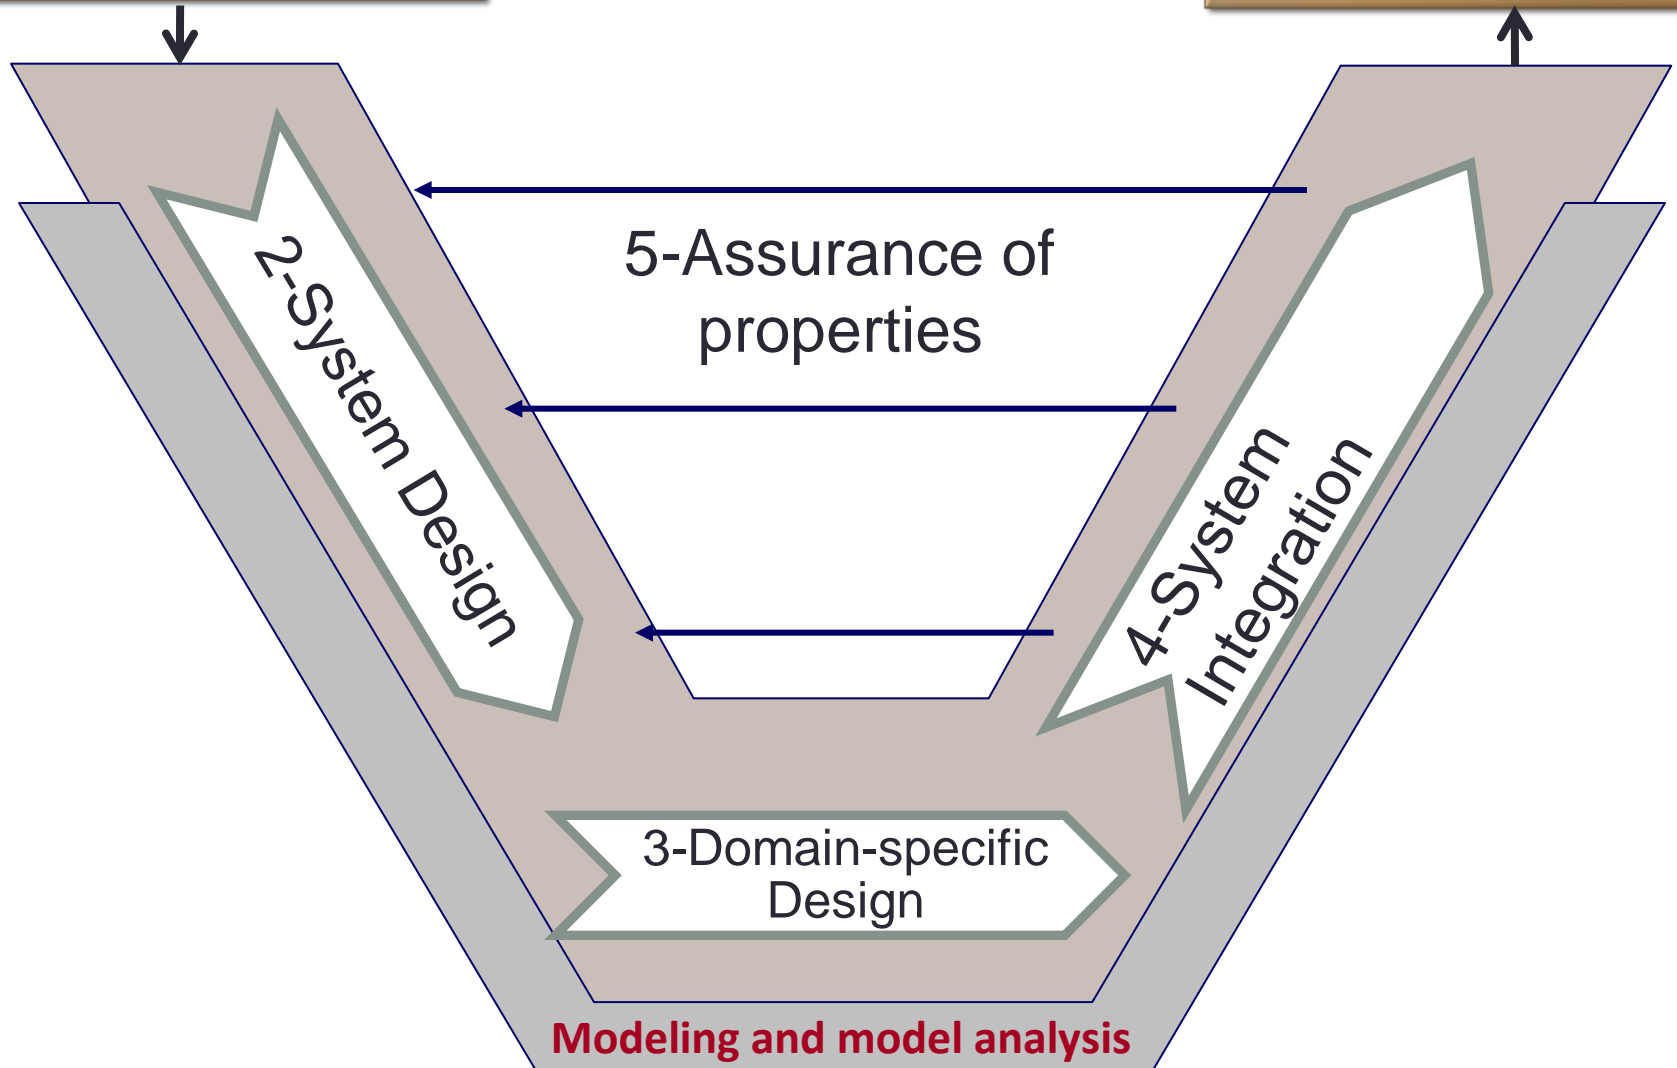 5-Assurance of
properties
2-System Design
4-System
Integration
3-Domain-specific
Design
Modeling and model analysis